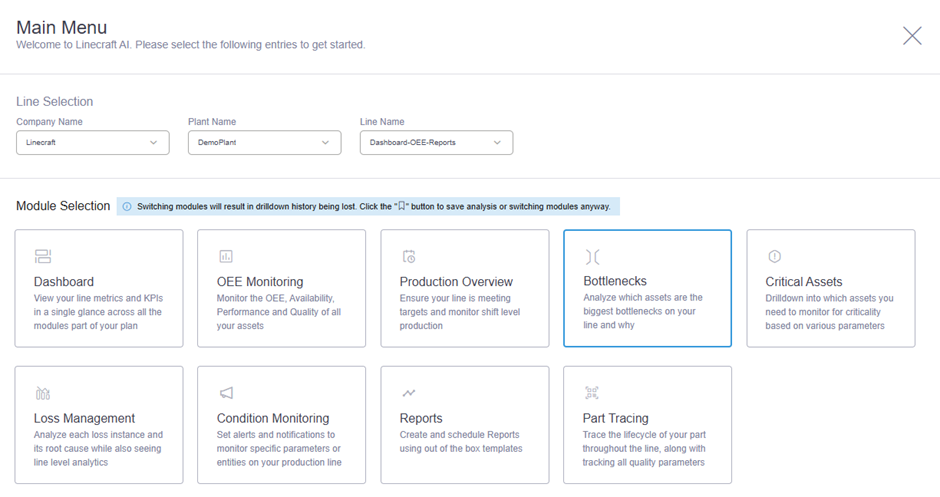 Main Menu
Welcome to Linecraft AI. Please select the following entries to get started.
Line Selection
Company Name
Plant Name
Line Name
Linecraft
DemoPlant
Dashboard-OEE-Reports
Module Selection
Switching modules will result in drilldown history being lost. Click the "" button to save analysis or switching modules anyway.
Dashboard
View your line metrics and KPIs
in a single glance across all the
modules part of your plan
OEE Monitoring
Monitor the OEE, Availability,
Performance and Quality of all
your assets
Production Overview
Ensure your line is meeting
targets and monitor shift level
production
Bottlenecks
Analyze which assets are the
biggest bottlenecks on your
line and why
Critical Assets
Drilldown into which assets you
need to monitor for criticality
based on various parameters
Loss Management
Analyze each loss instance and
its root cause while also seeing
line level analytics
Condition Monitoring
Set alerts and notifications to
monitor specific parameters or
entities on your production line
Reports
Create and schedule Reports
using out of the box templates
Part Tracing
Trace the lifecycle of your part
throughout the line, along with
tracking all quality parameters